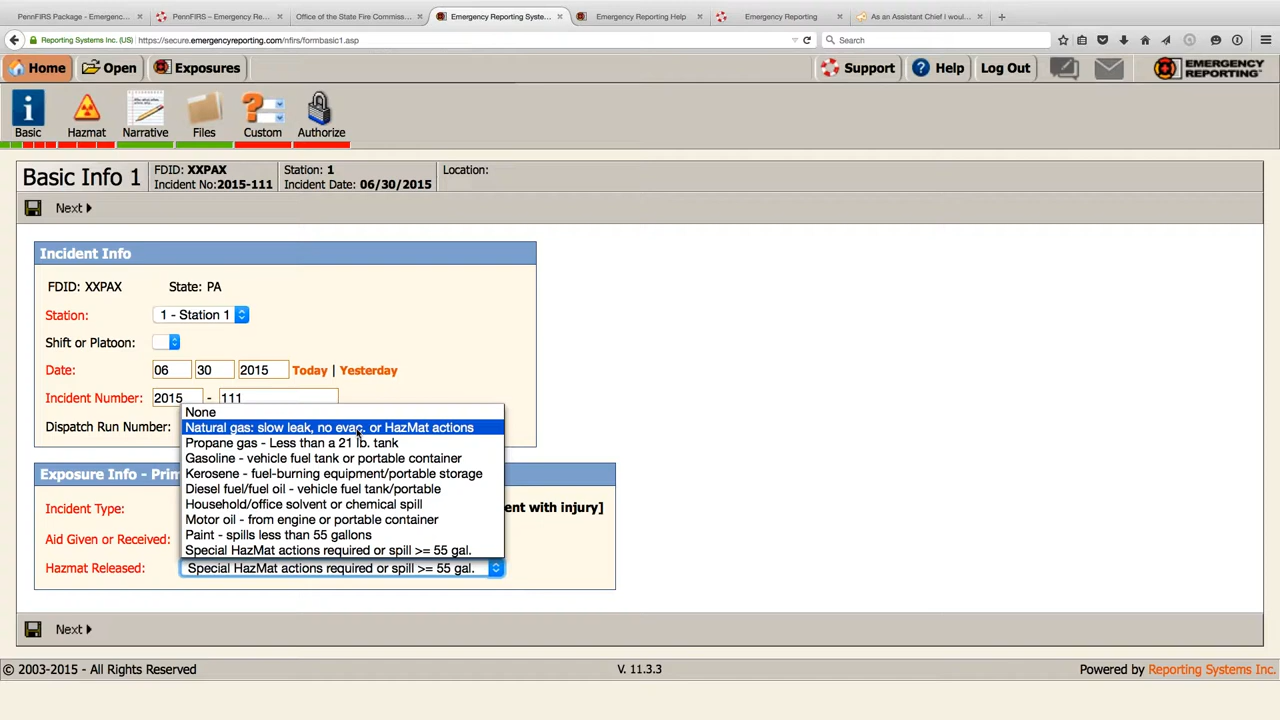 PennFIRS Package - Emergenc... ×
PennFIRS – Emergency Re... ×
Office of the State Fire Commiss... ×
Emergency Reporting Syste... ×
Emergency Reporting Help ×
Emergency Reporting ×
As an Assistant Chief I woul... × +
Reporting Systems Inc. (US) https://secure.emergencyreporting.com/nfirs/formbasic1.asp
Search
Home Open Exposures
Support Help Log Out
EMERGENCY
REPORTING™
Basic Hazmat Narrative Files Custom Authorize
Basic Info 1
FDID: XXPAX
Incident No:2015-111
Station: 1
Incident Date: 06/30/2015
Location:
Next
Incident Info
FDID: XXPAX State: PA
Station: 1 - Station 1
Shift or Platoon:
Date: 06 30 2015 Today | Yesterday
Incident Number: 2015 - 111
Dispatch Run Number:
None
Natural gas: slow leak, no evac. or HazMat actions
Propane gas - Less than a 21 lb. tank
Gasoline - vehicle fuel tank or portable container
Kerosene - fuel-burning equipment/portable storage
Diesel fuel/fuel oil - vehicle fuel tank/portable
Household/office solvent or chemical spill
Motor oil - from engine or portable container
Paint - spills less than 55 gallons
Special HazMat actions required or spill >= 55 gal.
Exposure Info - Prim
Incident Type: ent with injury]
Aid Given or Received:
Hazmat Released: Special HazMat actions required or spill >= 55 gal.
Next
© 2003-2015 - All Rights Reserved
V. 11.3.3
Powered by Reporting Systems Inc.